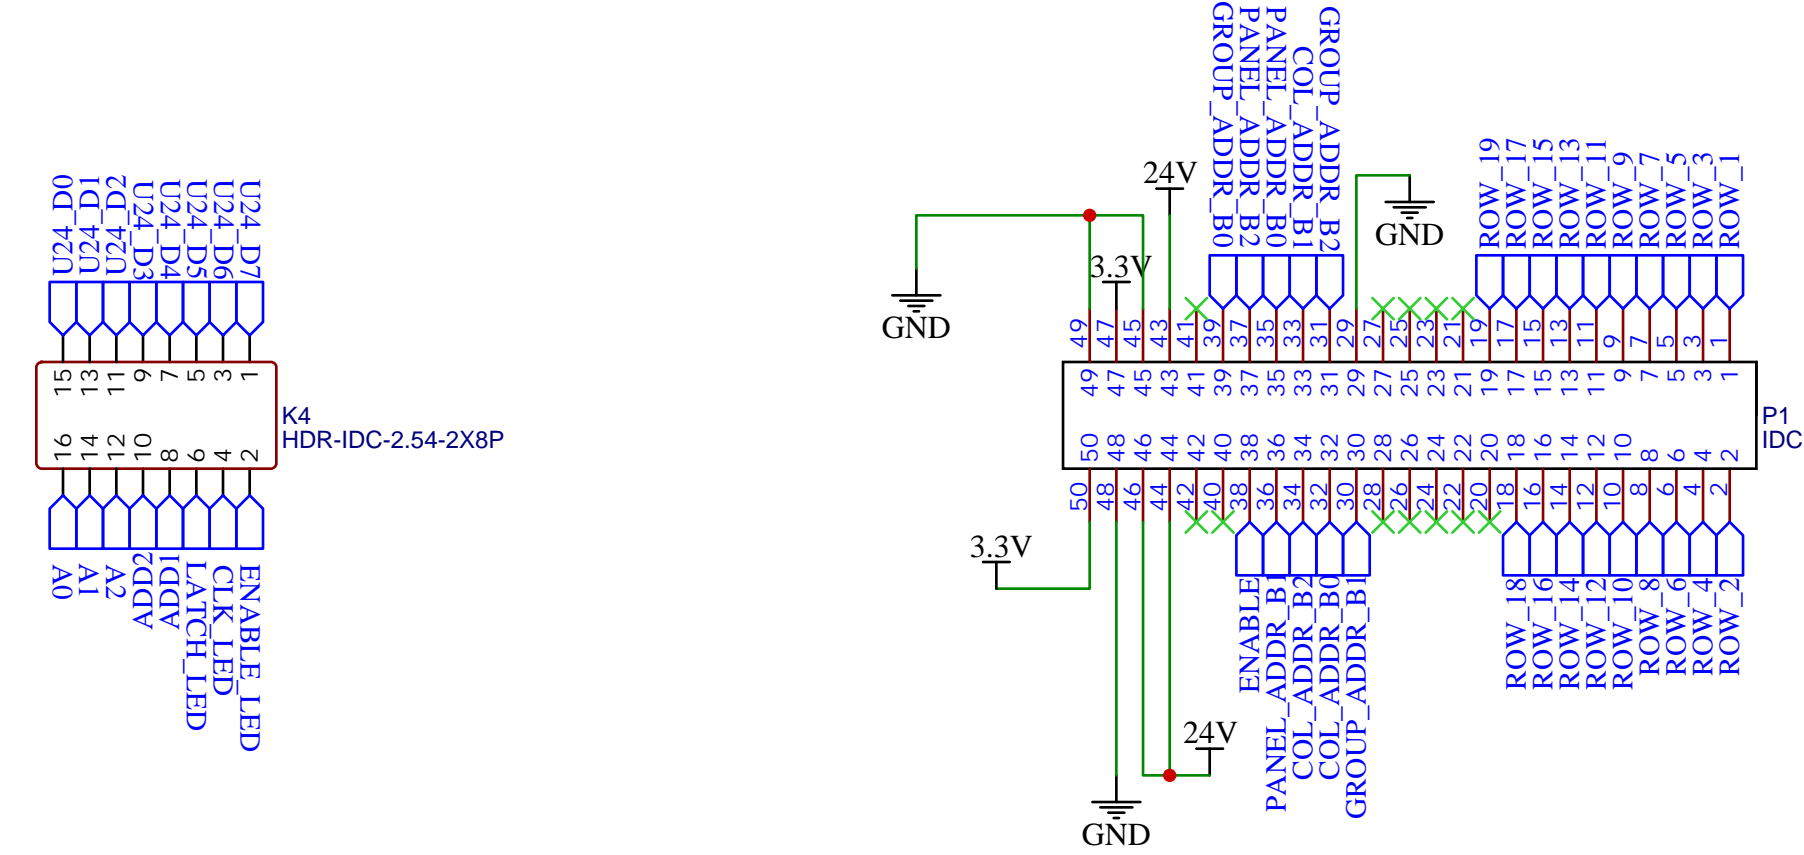 U24_D0
U24_D1
U24_D2
U24_D3
U24_D4
U24_D5
U24_D6
U24_D7
15
13
11
9
7
5
3
1
16
14
12
10
8
6
4
2
K4
HDR-IDC-2.54-2X8P
A0
A1
A2
ADD2
ADD1
LATCH_LED
CLK_LED
ENABLE_LED
GROUP_ADDR_B0
PANEL_ADDR_B2
PANEL_ADDR_B0
COL_ADDR_B1
GROUP_ADDR_B2
24V
3.3V
GND
GND
ROW_19
ROW_17
ROW_15
ROW_13
ROW_11
ROW_9
ROW_7
ROW_5
ROW_3
ROW_1
49
47
45
43
41
39
37
35
33
31
29
27
25
23
21
19
17
15
13
11
9
7
5
3
1
49
47
45
43
41
39
37
35
33
31
29
27
25
23
21
19
17
15
13
11
9
7
5
3
1
50
48
46
44
42
40
38
36
34
32
30
28
26
24
22
20
18
16
14
12
10
8
6
4
2
P1
IDC
50
48
46
44
42
40
38
36
34
32
30
28
26
24
22
20
18
16
14
12
10
8
6
4
2
3.3V
ENABLE
PANEL_ADDR_B1
COL_ADDR_B2
COL_ADDR_B0
GROUP_ADDR_B1
ROW_18
ROW_16
ROW_14
ROW_12
ROW_10
ROW_8
ROW_6
ROW_4
ROW_2
24V
GND